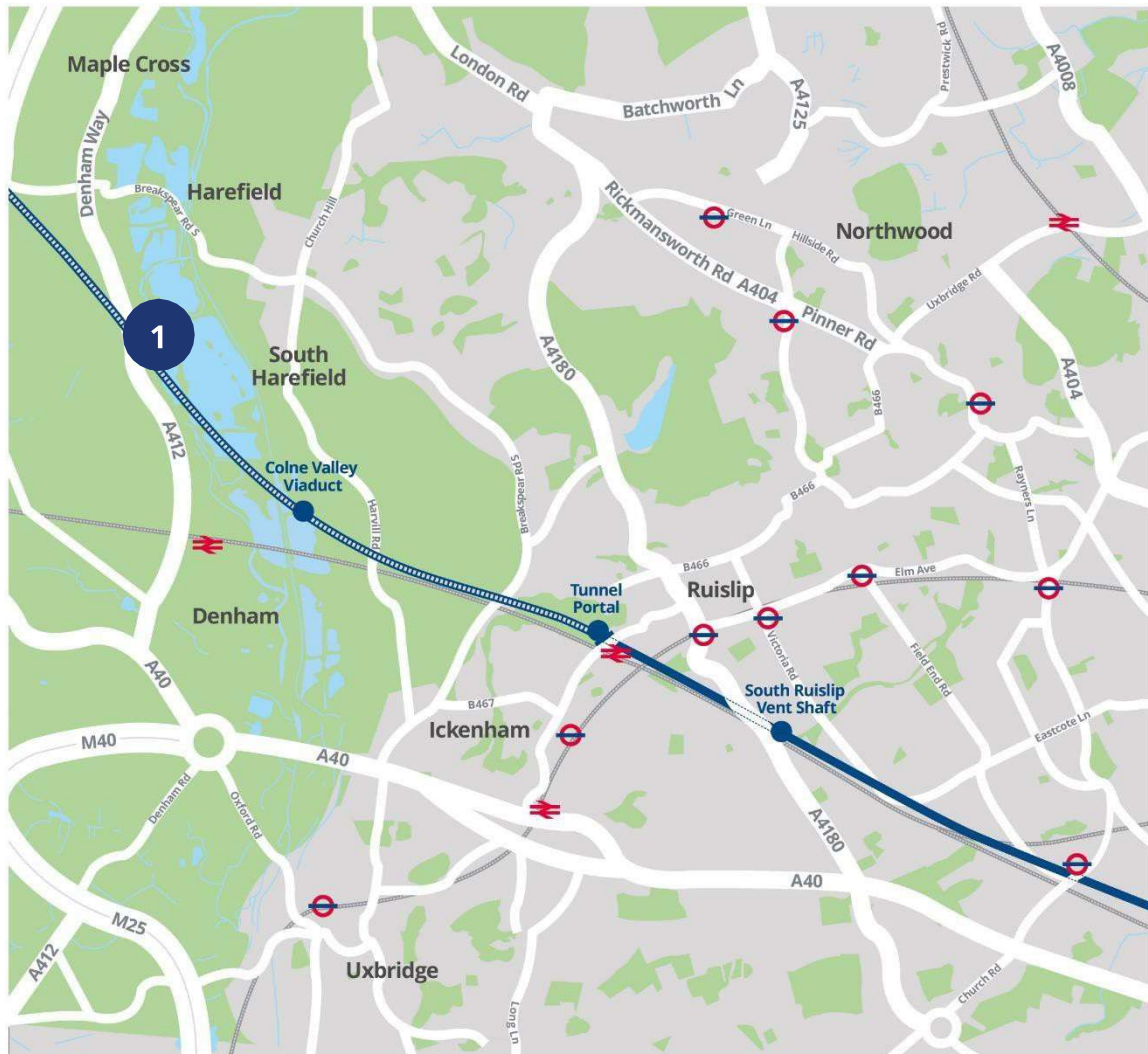 Maple Cross
London Rd
Batchworth Ln
A4125
Prestwick Rd
A4008
Denham Way
Harefield
Breakspear Rd S
Church Hill
Rickmansworth Rd A404
Green Ln
Hillside Rd
Northwood
Uxbridge Rd
Pinner Rd
1
South
Harefield
A4180
A404
B466
A412
Colne Valley
Viaduct
Harvill Rd
Breakspear Rd S
B466
Rayners Ln
B466
Elm Ave
Denham
Tunnel
Portal
Ruislip
Victoria Rd
Field End Rd
A40
B467
Ickenham
South Ruislip
Vent Shaft
Eastcote Ln
M40
A40
Denham Rd
Oxford Rd
A4180
A40
M25
A412
Uxbridge
Long Ln
Church Rd